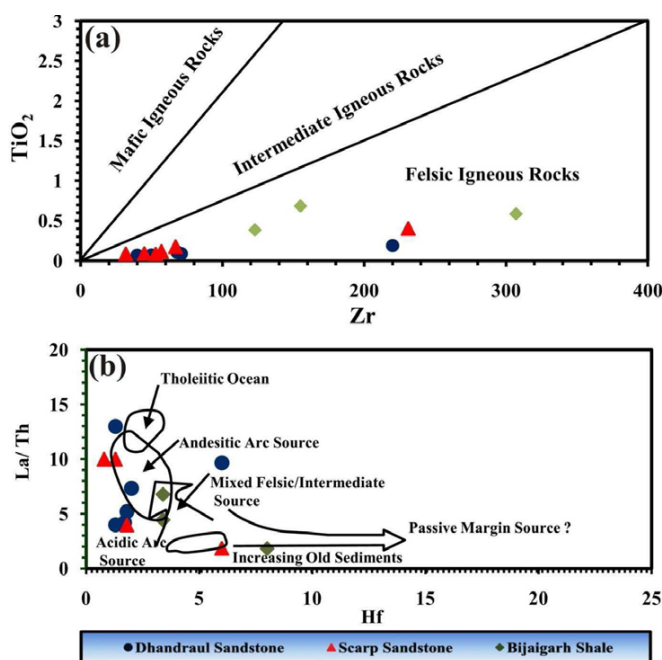 (a)
3
2.5
2
1.5
1
0.5
0
TiO2
Mafic Igneous Rocks
Intermediate Igneous Rocks
Felsic Igneous Rocks
0 100 200 300 400
Zr
(b)
20
15
10
5
0
La/ Th
Tholeiitic Ocean
Andesitic Arc Source
Mixed Felsic/Intermediate
Source
Passive Margin Source ?
Acidic Arc
Source
Increasing Old Sediments
0 5 10 15 20 25
Hf
Dhandraul Sandstone Scarp Sandstone Bijaigarh Shale